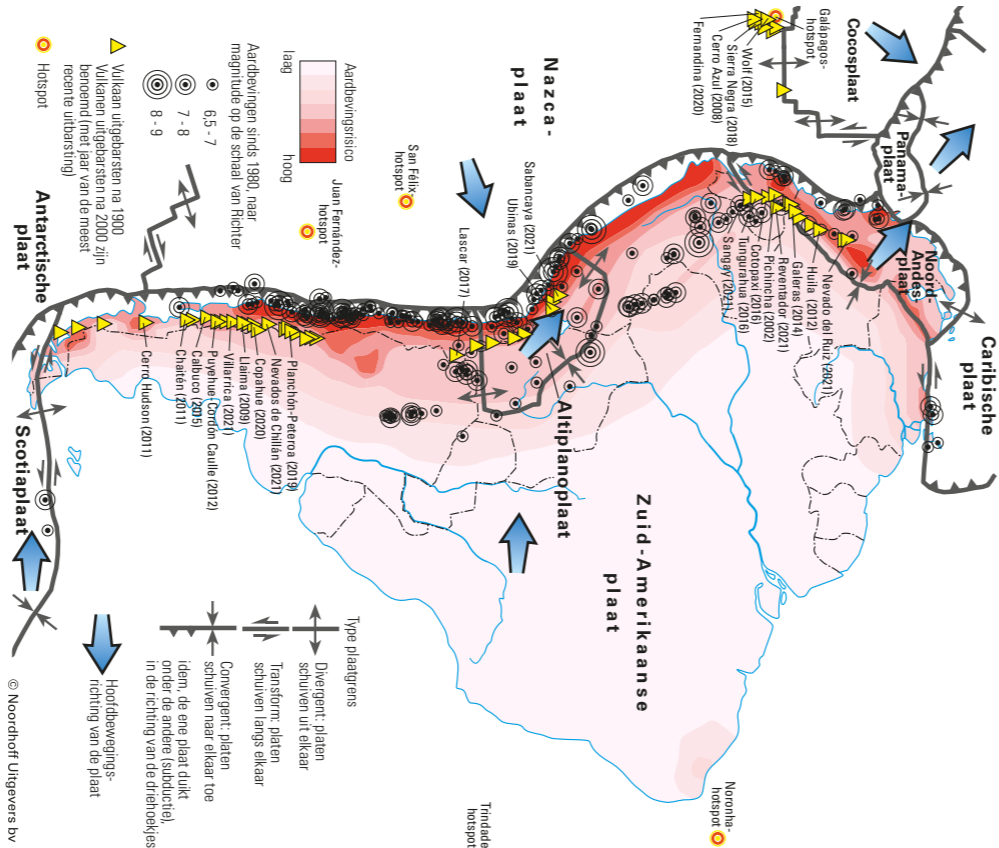 Galápagos-
hotspot
Wolf (2015)
Sierra Negra (2018)
Cerro Azul (2008)
Fernandina (2020)
Cocosplaat
Panama-
plaat
Noord-
Andes-
plaat
Caribische
plaat
Nevado del Ruiz (2021)
Huila (2012)
Galeras (2014)
Reventador (2021)
Pichincha (2002)
Cotopaxi (2016)
Tungurahua (2016)
Sangay (2021)
Nazca-
plaat
Sabancaya (2021)
Ubinas (2019)
Lascar (2017)
San Félix-
hotspot
Juan Fernández-
hotspot
Altiplanoplaat
Zuid-Amerikaanse
plaat
Noronha-
hotspot
Trindade
hotspot
Planchón-Peteroa (2019)
Nevados de Chillán (2021)
Copahue (2020)
Llaima (2009)
Villarrica (2021)
Puyehue-Cordón Caulle (2012)
Calbuco (2015)
Chaitén (2011)
Cerro Hudson (2011)
Antarctische
plaat
Scotiaplaat
Aardbevingsrisico
laag
hoog
Aardbevingen sinds 1980, naar
magnitude op de schaal van Richter
6,5 - 7
7 - 8
8 - 9
Vulkaan uitgebarsten na 1900
Vulkanen uitgebarsten na 2000 zijn
benoemd (met jaar van de meest
recente uitbarsting)
Hotspot
Type plaatgrens
Divergent: platen
schuiven uit elkaar
Transform: platen
schuiven langs elkaar
Convergent: platen
schuiven naar elkaar toe
idem, de ene plaat duikt
onder de andere (subductie),
in de richting van de driehoekjes
Hoofdbewegings-
richting van de plaat
© Noordhoff Uitgevers bv